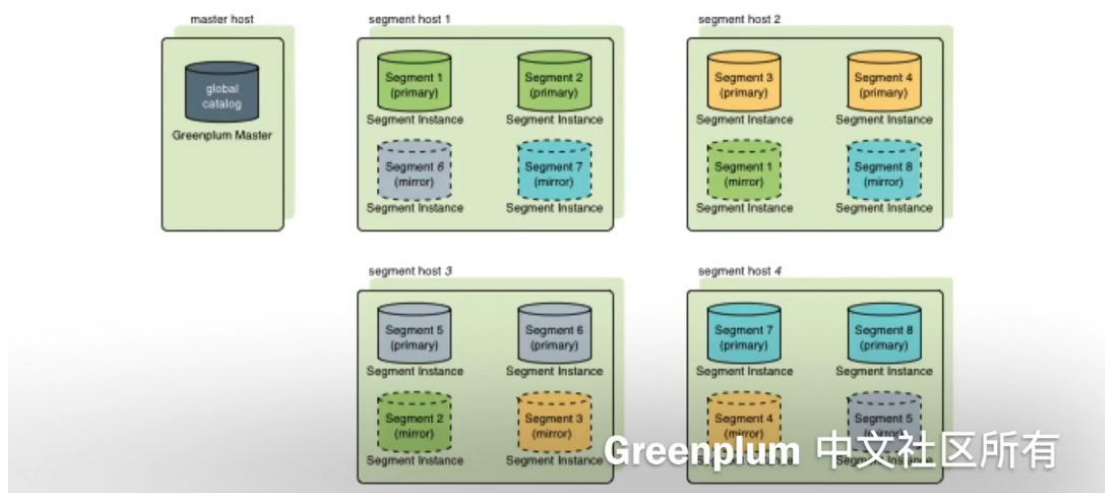 master host
global
catalog
Greenplum Master
segment host 1
Segment 1
(primary)
Segment Instance
Segment 2
(primary)
Segment Instance
Segment 6
(mirror)
Segment Instance
Segment 7
(mirror)
Segment Instance
segment host 2
Segment 3
(primary)
Segment Instance
Segment 4
(primary)
Segment Instance
Segment 1
(mirror)
Segment Instance
Segment 8
(mirror)
Segment Instance
segment host 3
Segment 5
(primary)
Segment Instance
Segment 6
(primary)
Segment Instance
Segment 2
(mirror)
Segment Instance
Segment 3
(mirror)
Segment Instance
segment host 4
Segment 7
(primary)
Segment Instance
Segment 8
(primary)
Segment Instance
Segment 4
(mirror)
Segment Instance
Segment 5
(mirror)
Segment Instance
Greenplum 中文社区所有